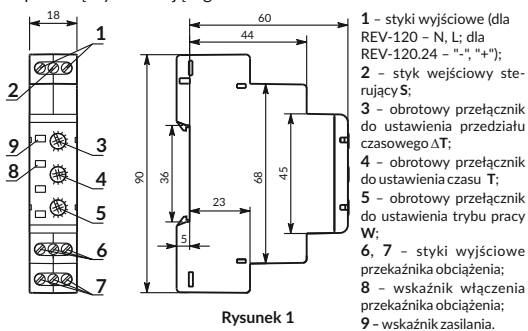 18
60
44
1
2
9
8
3
4
5
6
7
90
36
23
5
68
45
Rysunek 1
1 – styki wyjściowe (dla
REV-120 – N, L; dla
REV-120.24 – "-", "+");
2 – styk wejściowy ste-
rujący S;
3 – obrotowy przełącznik
do ustawienia przedziału
czasowego ΔT;
4 – obrotowy przełącznik
do ustawienia czasu T;
5 – obrotowy przełącznik
do ustawienia trybu pracy
W;
6, 7 – styki wyjściowe
przekaźnika obciążenia;
8 – wskaźnik włączenia
przekaźnika obciążenia;
9 – wskaźnik zasilania.